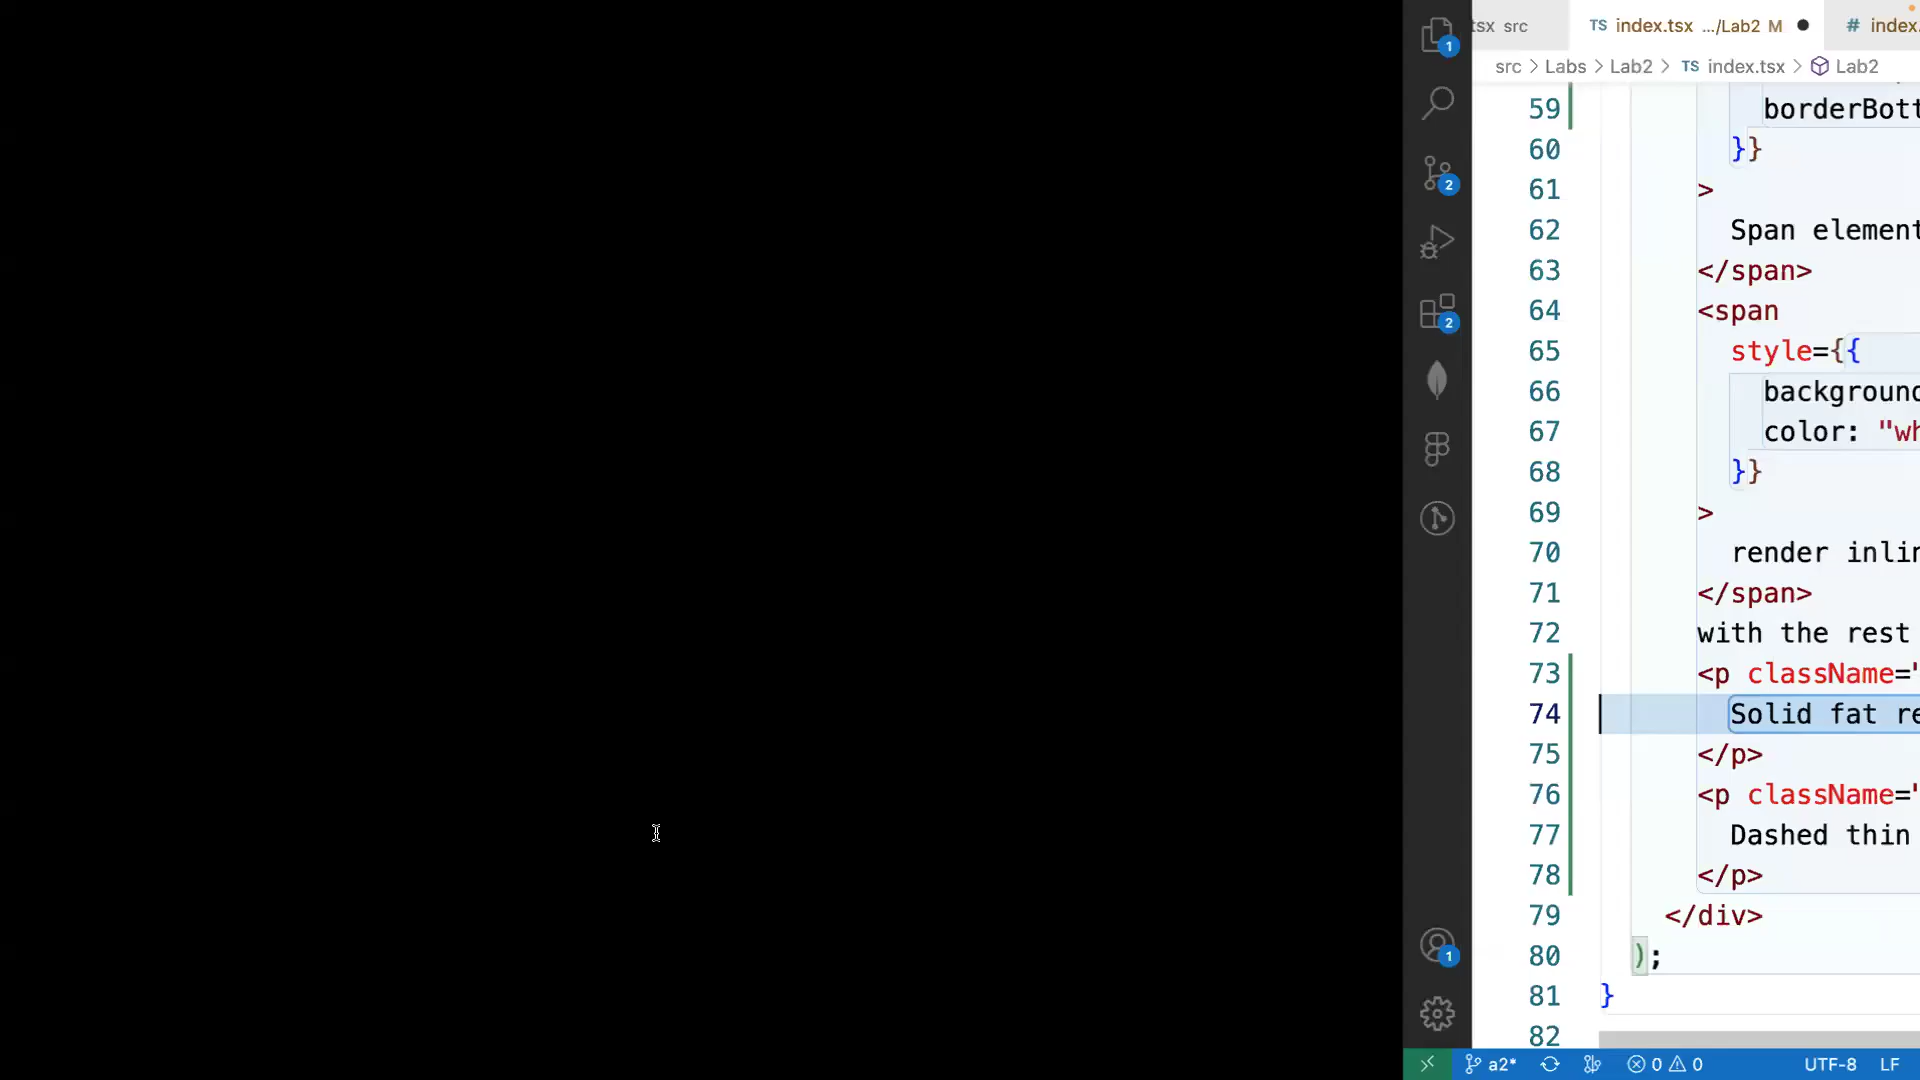 tsx src
TS index.tsx .../Lab2 M
# index.
src > Labs > Lab2 > TS index.tsx > Lab2
59 borderBott
60 }}
61 >
62 Span element
63 </span>
64 <span
65 style={{
66 background
67 color: "wh
68 }}
69 >
70 render inlin
71 </span>
72 with the rest
73 <p className="
74 Solid fat re
75 </p>
76 <p className="
77 Dashed thin
78 </p>
79 </div>
80 );
81 }
82
1
2
2
1
a2* 0 0 UTF-8 LF